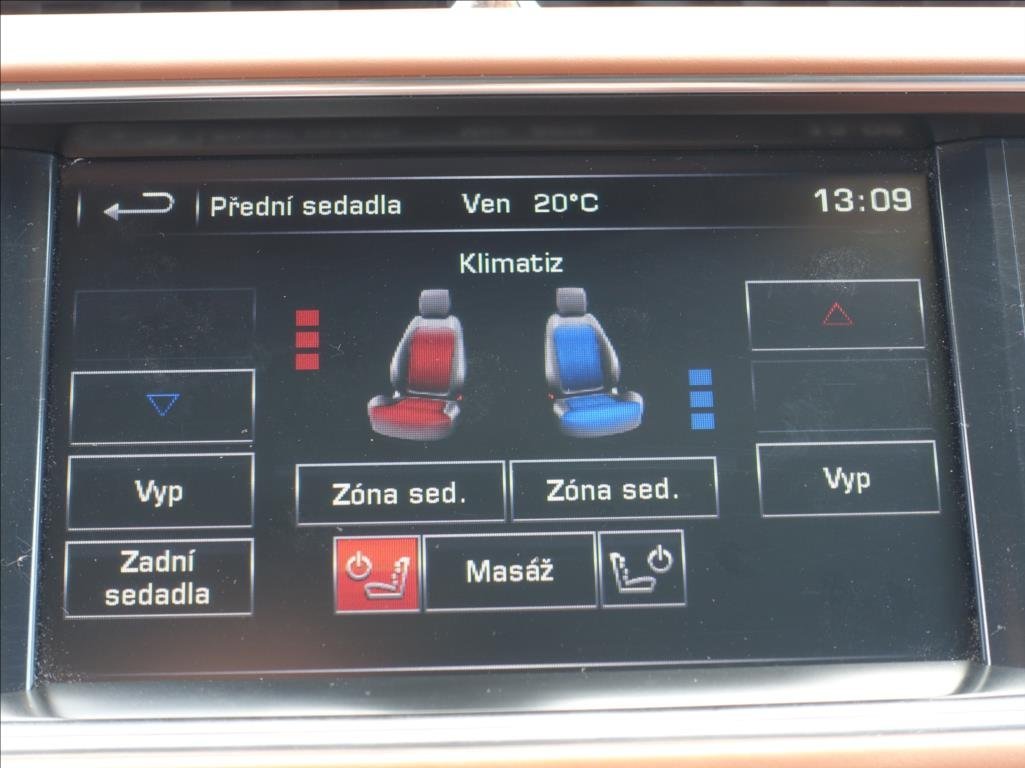 Přední sedadla Ven 20°C 13:09
Klimatiz
Vyp
Zóna sed.
Zóna sed.
Vyp
Zadní
sedadla
Masáž